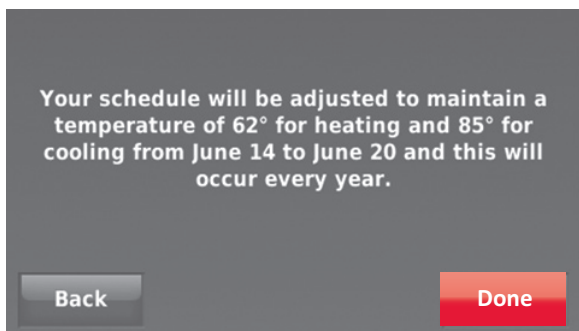 Your schedule will be adjusted to maintain a
temperature of 62° for heating and 85° for
cooling from June 14 to June 20 and this will
occur every year.
Back
Done